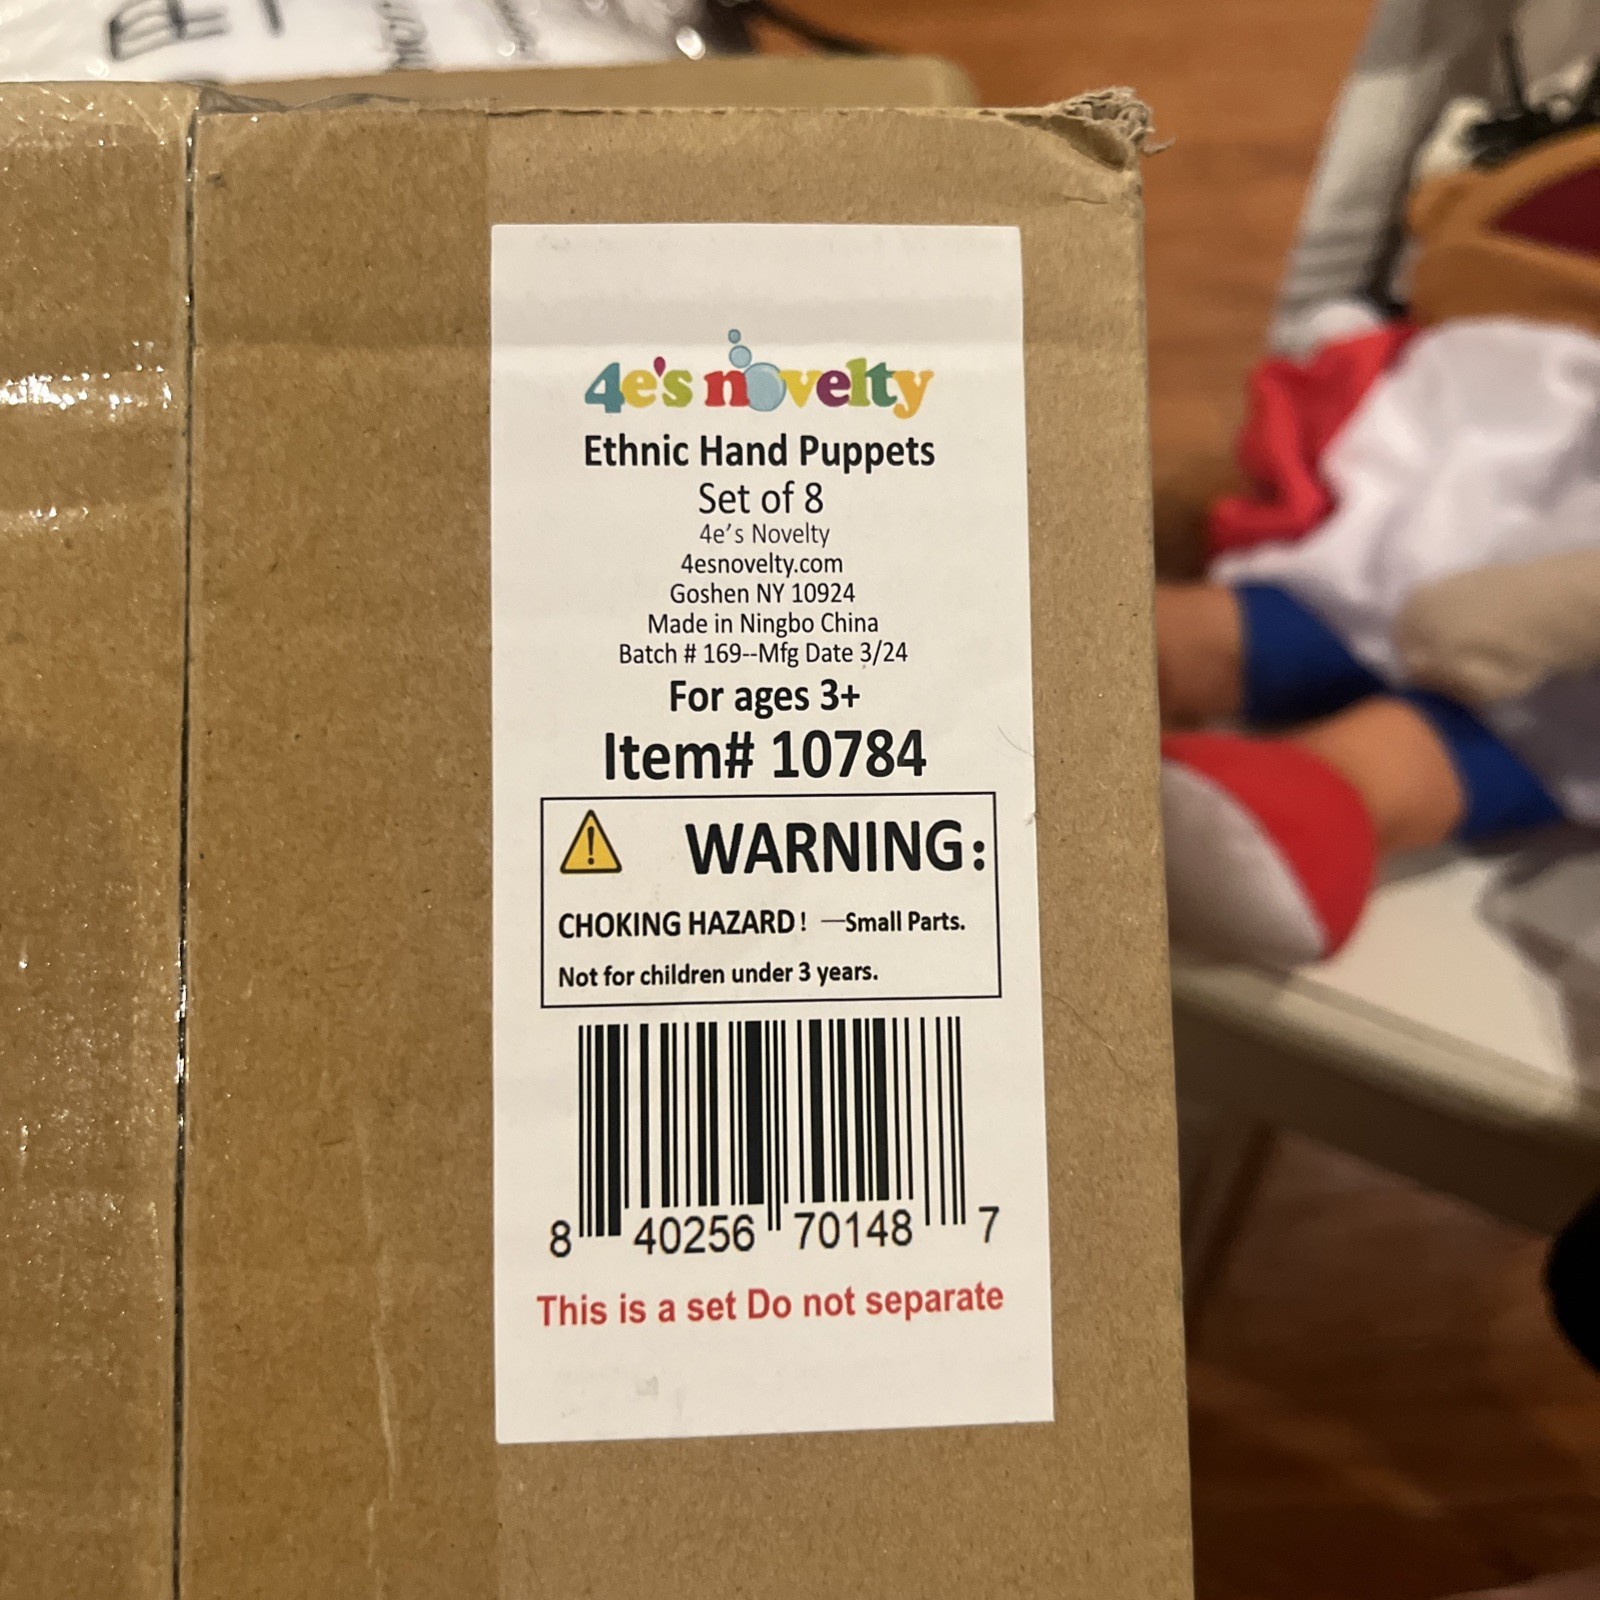 4e's novelty
Ethnic Hand Puppets
Set of 8
4e's Novelty
4esnovelty.com
Goshen NY 10924
Made in Ningbo China
Batch # 169--Mfg Date 3/24
For ages 3+
Item# 10784
WARNING:
CHOKING HAZARD! —Small Parts.
Not for children under 3 years.
8 40256 70148 7
This is a set Do not separate